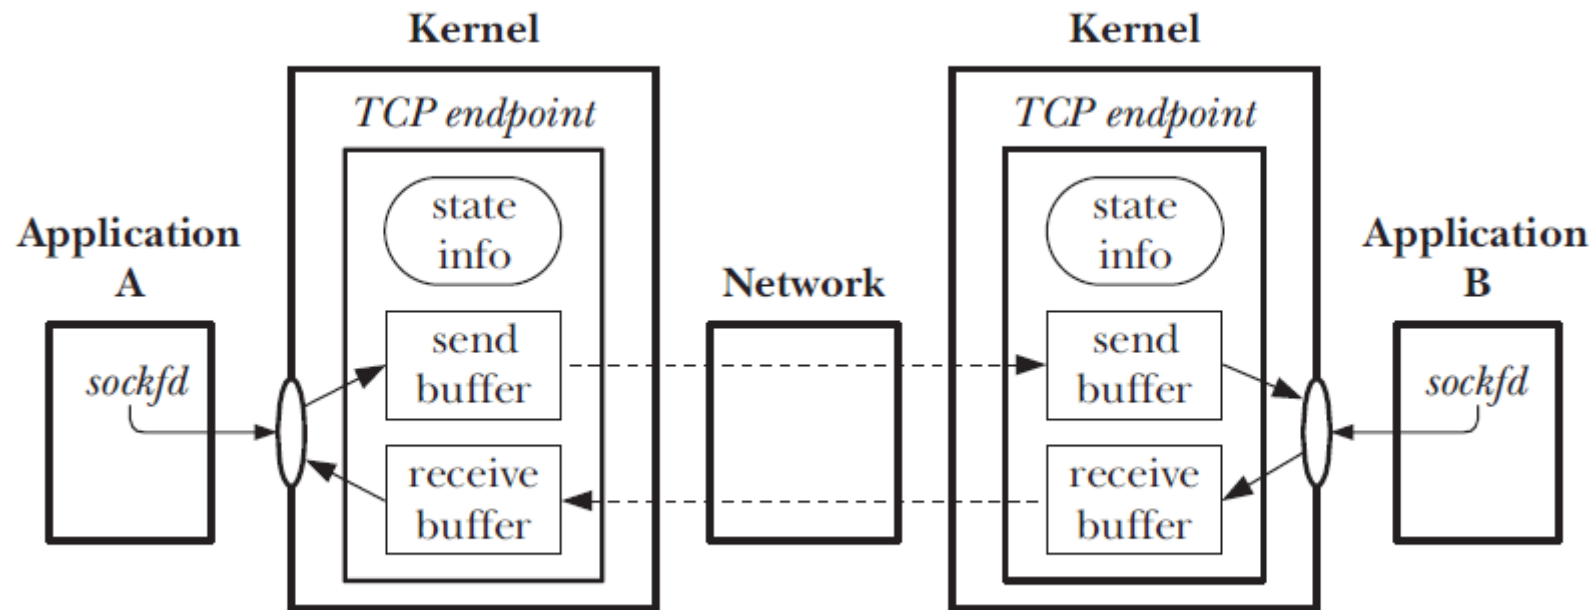 Kernel
TCP endpoint
state
info
send
buffer
receive
buffer
Application
A
sockfd
Network
Kernel
TCP endpoint
state
info
send
buffer
receive
buffer
Application
B
sockfd